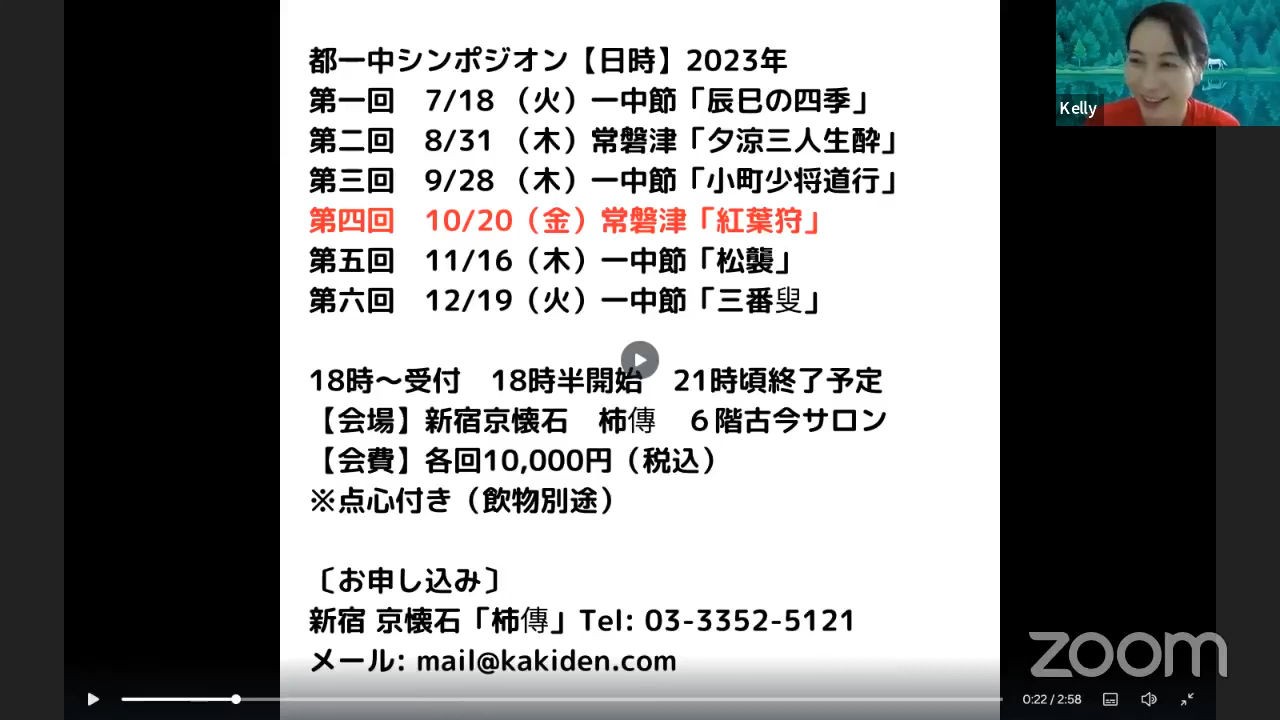 都一中シンポジオン【日時】2023年
第一回　7/18 （火）一中節「辰巳の四季」
第二回　8/31 （木）常磐津「夕涼三人生酔」
第三回　9/28 （木）一中節「小町少将道行」
第四回　10/20（金）常磐津「紅葉狩」
第五回　11/16（木）一中節「松襲」
第六回　12/19（火）一中節「三番叟」
18時～受付　18時半開始　21時頃終了予定
【会場】新宿京懐石　柿傳　６階古今サロン
【会費】各回10,000円（税込）
※点心付き（飲物別途）
〔お申し込み〕
新宿 京懐石「柿傳」Tel: 03-3352-5121
メール: mail@kakiden.com
Kelly
zoom
0:22 / 2:58